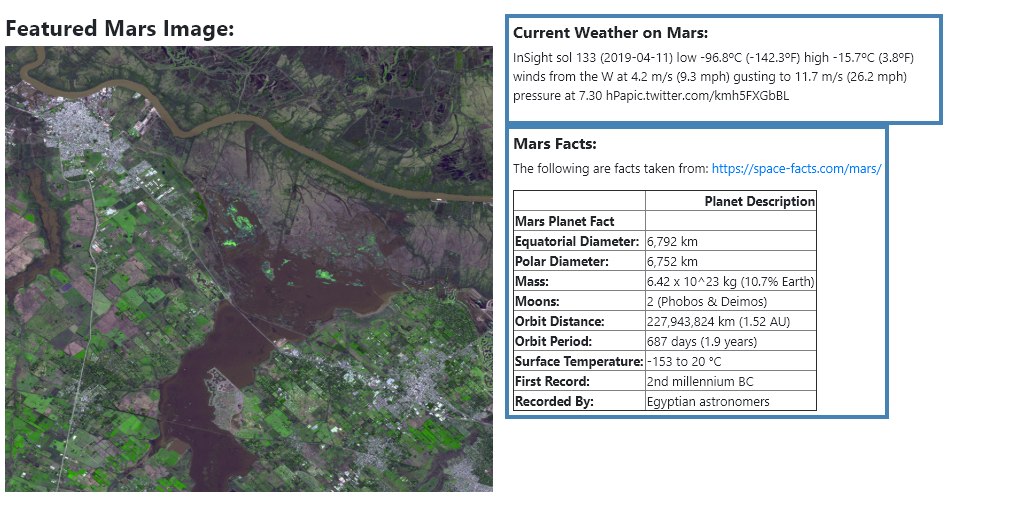 Featured Mars Image:
Current Weather on Mars:
InSight sol 133 (2019-04-11) low -96.8ºC (-142.3ºF) high -15.7ºC (3.8ºF)
winds from the W at 4.2 m/s (9.3 mph) gusting to 11.7 m/s (26.2 mph)
pressure at 7.30 hPapic.twitter.com/kmh5FXGbBL
Mars Facts:
The following are facts taken from: https://space-facts.com/mars/
Planet Description
Mars Planet Fact
Equatorial Diameter: 6,792 km
Polar Diameter: 6,752 km
Mass: 6.42 x 10^23 kg (10.7% Earth)
Moons: 2 (Phobos & Deimos)
Orbit Distance: 227,943,824 km (1.52 AU)
Orbit Period: 687 days (1.9 years)
Surface Temperature: -153 to 20 °C
First Record: 2nd millennium BC
Recorded By: Egyptian astronomers